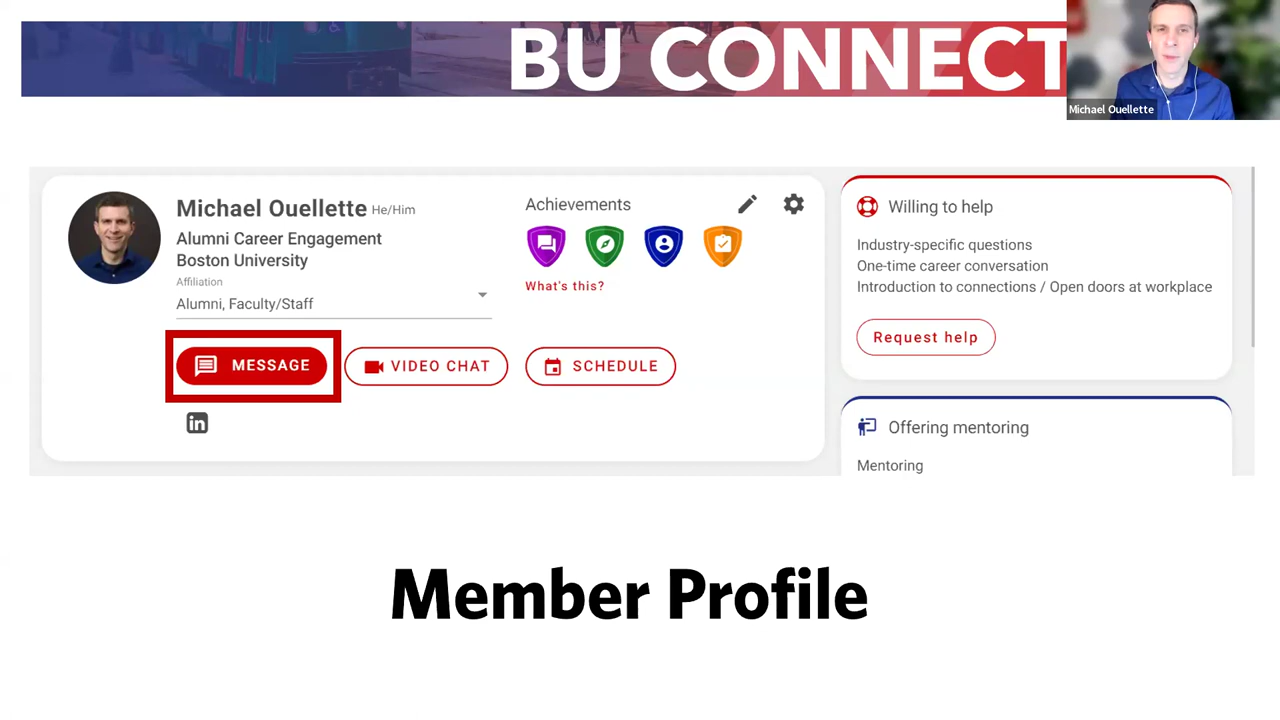 BU CONNECT
Michael Ouellette
Michael Ouellette He/Him
Alumni Career Engagement
Boston University
Affiliation
Alumni, Faculty/Staff
Achievements
What's this?
MESSAGE
VIDEO CHAT
SCHEDULE
in
Willing to help
Industry-specific questions
One-time career conversation
Introduction to connections / Open doors at workplace
Request help
Offering mentoring
Mentoring
Member Profile